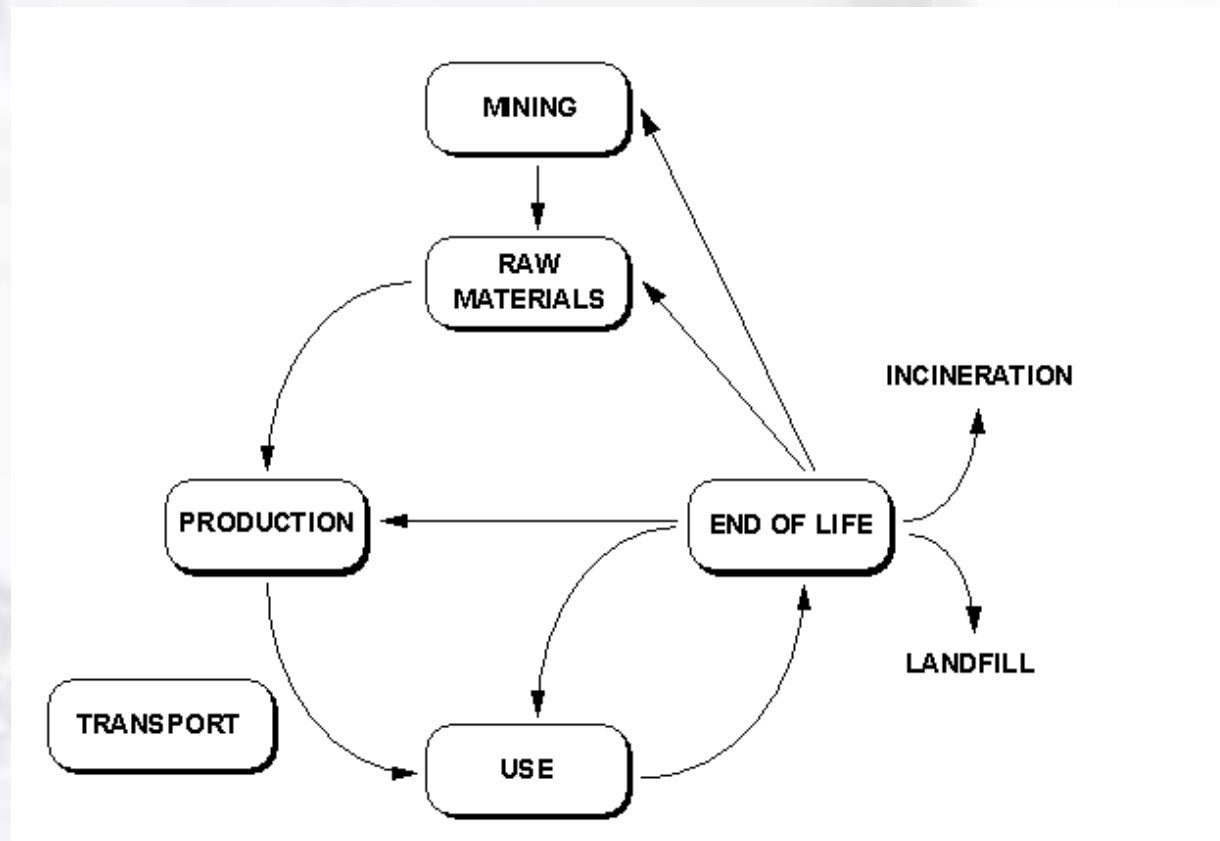 MINING
RAW
MATERIALS
INCINERATION
PRODUCTION
END OF LIFE
LANDFILL
TRANSPORT
USE